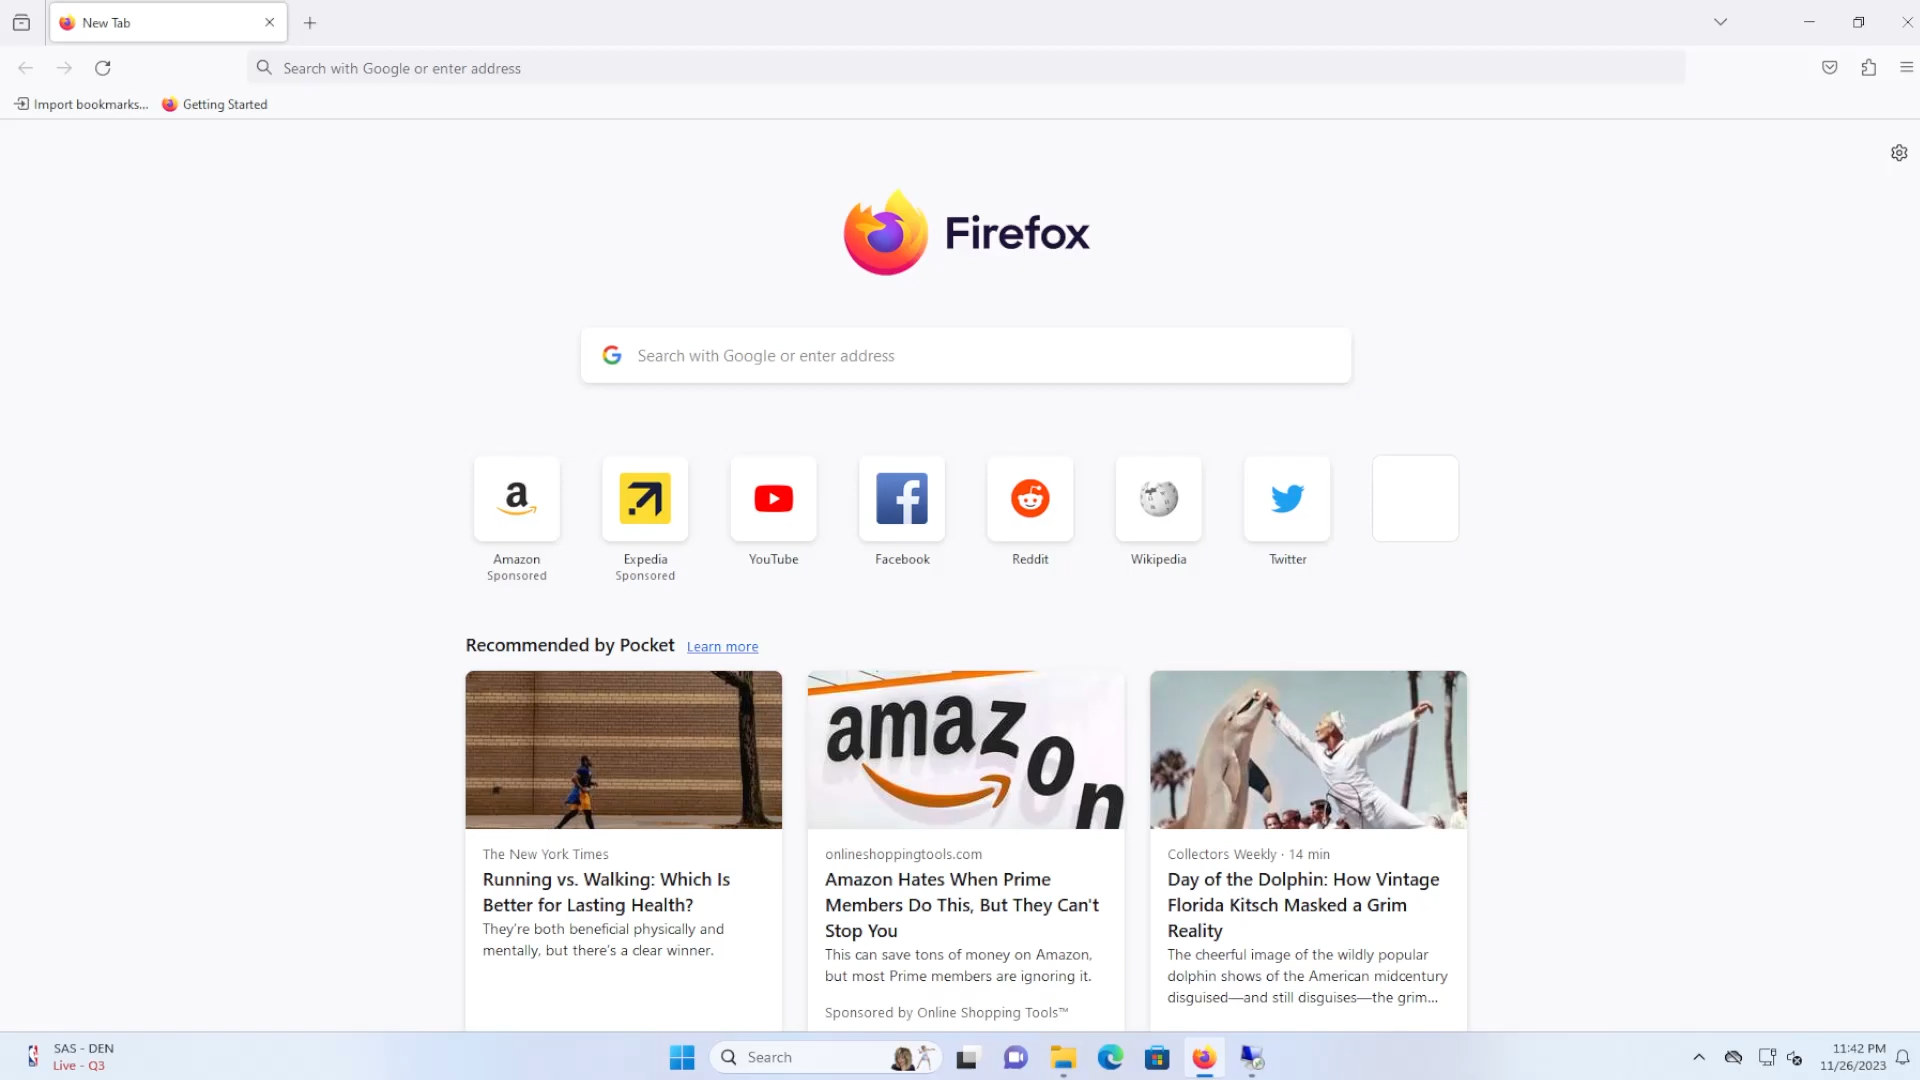 New Tab
Search with Google or enter address
Import bookmarks...
Getting Started
Firefox
Search with Google or enter address
Amazon
Sponsored
Expedia
Sponsored
YouTube
Facebook
Reddit
Wikipedia
Twitter
Recommended by Pocket Learn more
amazon
The New York Times
Running vs. Walking: Which Is
Better for Lasting Health?
They're both beneficial physically and
mentally, but there's a clear winner.
onlineshoppingtools.com
Amazon Hates When Prime
Members Do This, But They Can't
Stop You
This can save tons of money on Amazon,
but most Prime members are ignoring it.
Sponsored by Online Shopping Tools™
Collectors Weekly · 14 min
Day of the Dolphin: How Vintage
Florida Kitsch Masked a Grim
Reality
The cheerful image of the wildly popular
dolphin shows of the American midcentury
disguised—and still disguises—the grim...
SAS - DEN
Live - Q3
Search
11:42 PM
11/26/2023